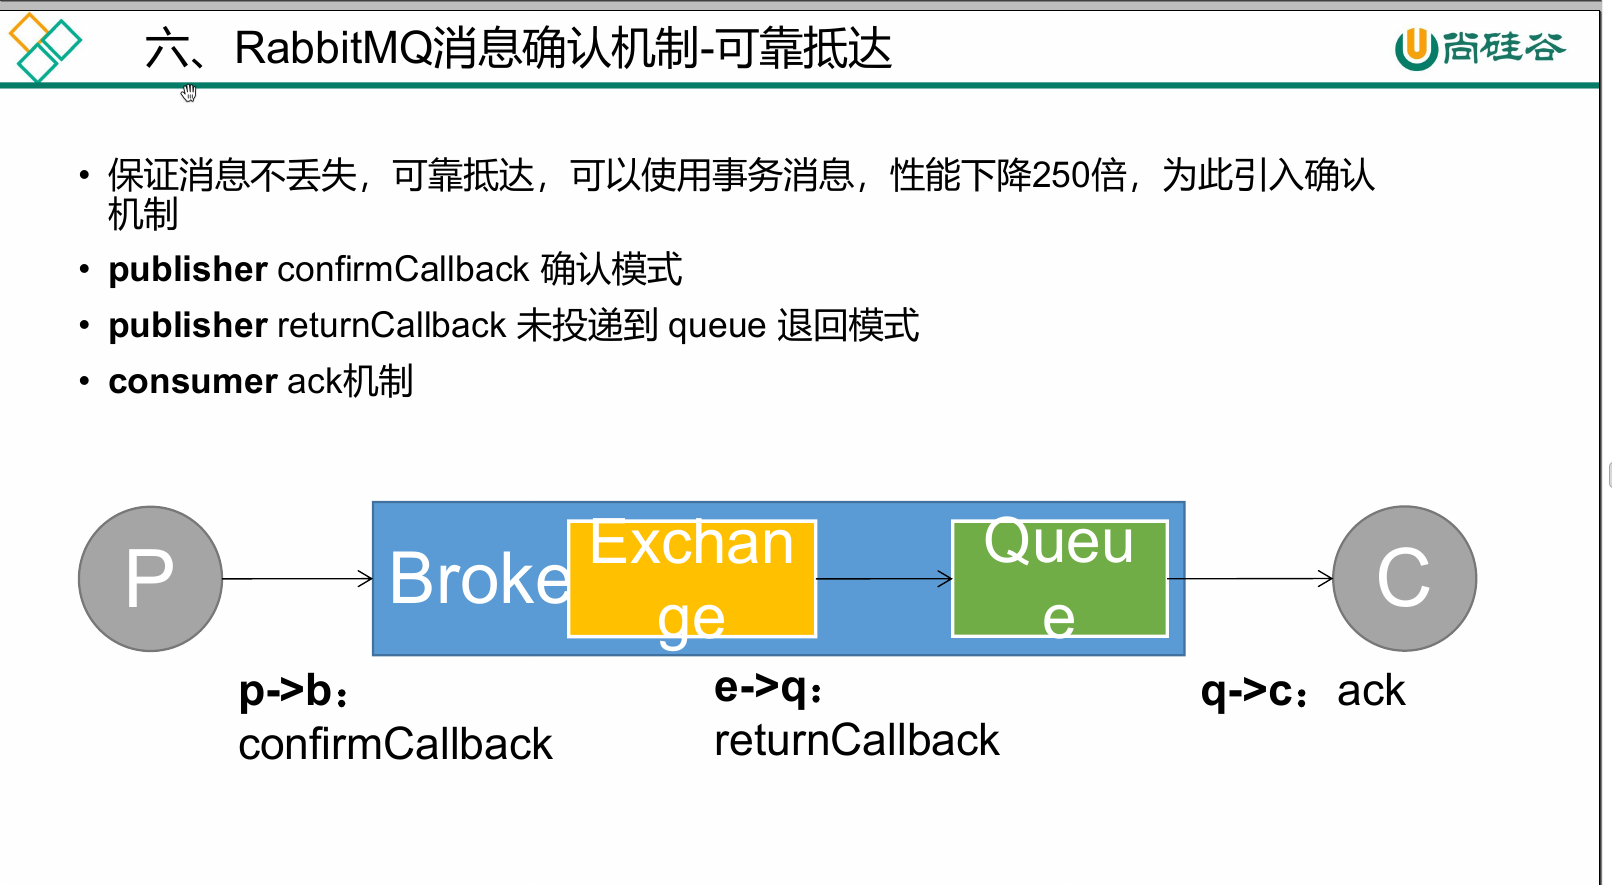 六、RabbitMQ消息确认机制-可靠抵达
尚硅谷
• 保证消息不丢失，可靠抵达，可以使用事务消息，性能下降250倍，为此引入确认
机制
• publisher confirmCallback 确认模式
• publisher returnCallback 未投递到 queue 退回模式
• consumer ack机制
P
Broke
Exchan
ge
Queu
e
C
p->b：
confirmCallback
e->q：
returnCallback
q->c：ack